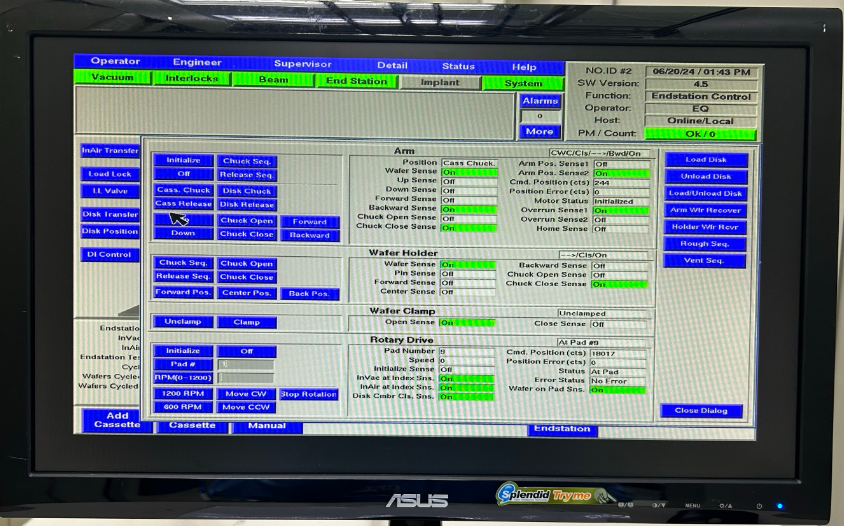 Operator Engineer Supervisor Detail Status Help
Vacuum Interlocks Beam End Station Implant System
NO.ID #2 06/20/24 / 01:43 PM
SW Version: 4.5
Function: Endstation Control
Operator: EQ
Host: Online/Local
PM / Count: Ok / 0
Alarms
0
More
InAir Transfer
Load Lock
LL Valve
Disk Transfer
Disk Position
DI Control
Endstatio
InVac
InAi
Endstation Te
Cycl
Wafers Cycle
Wafers Cycled
Add Cassette
Cassette Manual Endstation
Initialize Chuck Seq.
Off Release Seq.
Cass. Chuck Disk Chuck
Cass Release Disk Release
Chuck Open Forward
Down Chuck Close Backward
Arm CWC/Cls/-->/Bwd/On
Position Cass Chuck.
Wafer Sense On
Up Sense Off
Down Sense Off
Forward Sense Off
Backward Sense On
Chuck Open Sense Off
Chuck Close Sense On
Arm Pos. Sense1 Off
Arm Pos. Sense2 On
Cmd. Position (cts) 244
Position Error (cts) 0
Motor Status Initialized
Overrun Sense1 On
Overrun Sense2 Off
Home Sense Off
Load Disk
Unload Disk
Load/Unload Disk
Arm Wfr Recover
Holder Wfr Rcvr
Rough Seq.
Vent Seq.
Chuck Seq. Chuck Open
Release Seq. Chuck Close
Forward Pos. Center Pos. Back Pos.
Wafer Holder -->/Cls/On
Wafer Sense On
Pin Sense Off
Forward Sense Off
Center Sense Off
Backward Sense Off
Chuck Open Sense Off
Chuck Close Sense On
Unclamp Clamp
Wafer Clamp Unclamped
Open Sense On Close Sense Off
Initialize Off
Pad #
RPM(0-1200)
1200 RPM Move CW Stop Rotation
600 RPM Move CCW
Rotary Drive At Pad #9
Pad Number 9
Speed 0
Initialize Sense Off
InVac at Index Sns. On
InAir at Index Sns. On
Disk Cmbr Cls. Sns. On
Cmd. Position (cts) 18017
Position Error (cts) 0
Status At Pad
Error Status No Error
Wafer on Pad Sns. On
Close Dialog
ASUS
Splendid Try me
MENU